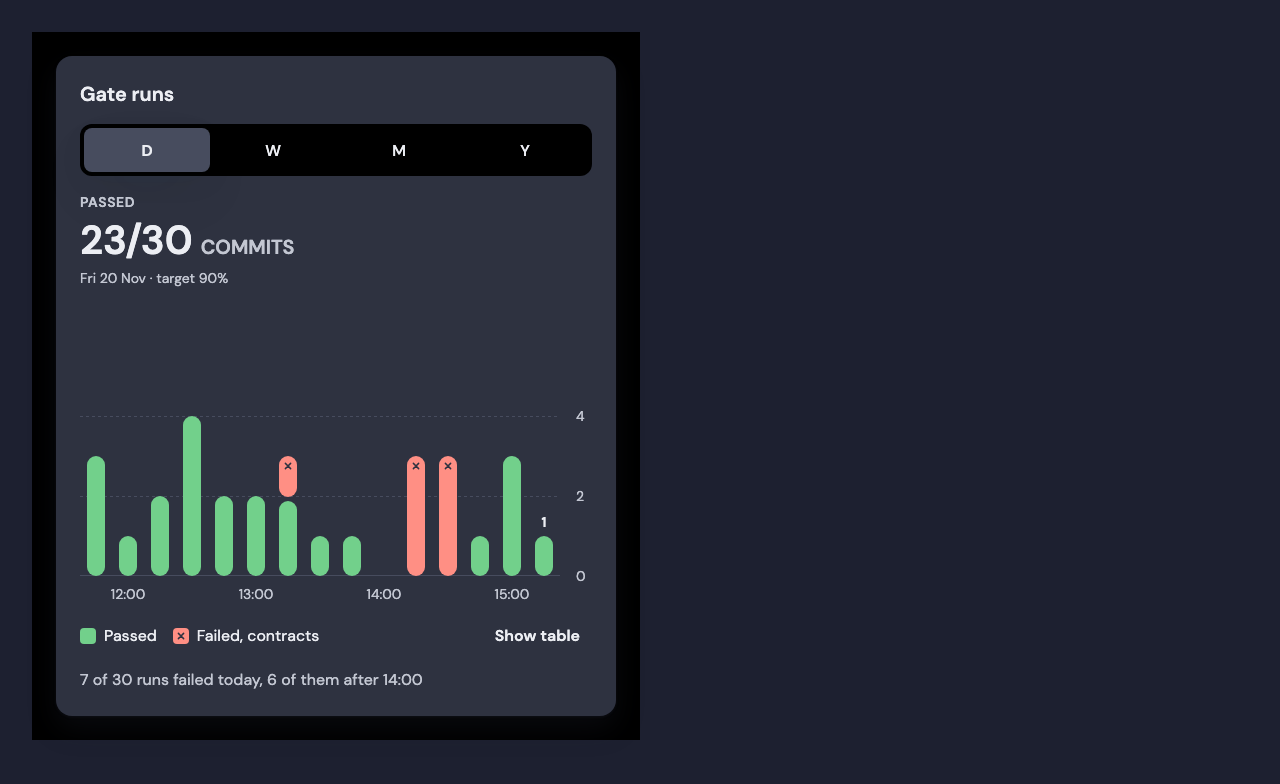 Gate runs
D W M Y
PASSED
23/30 COMMITS
Fri 20 Nov · target 90%
4
2
1
0
12:00 13:00 14:00 15:00
Passed × Failed, contracts Show table
7 of 30 runs failed today, 6 of them after 14:00